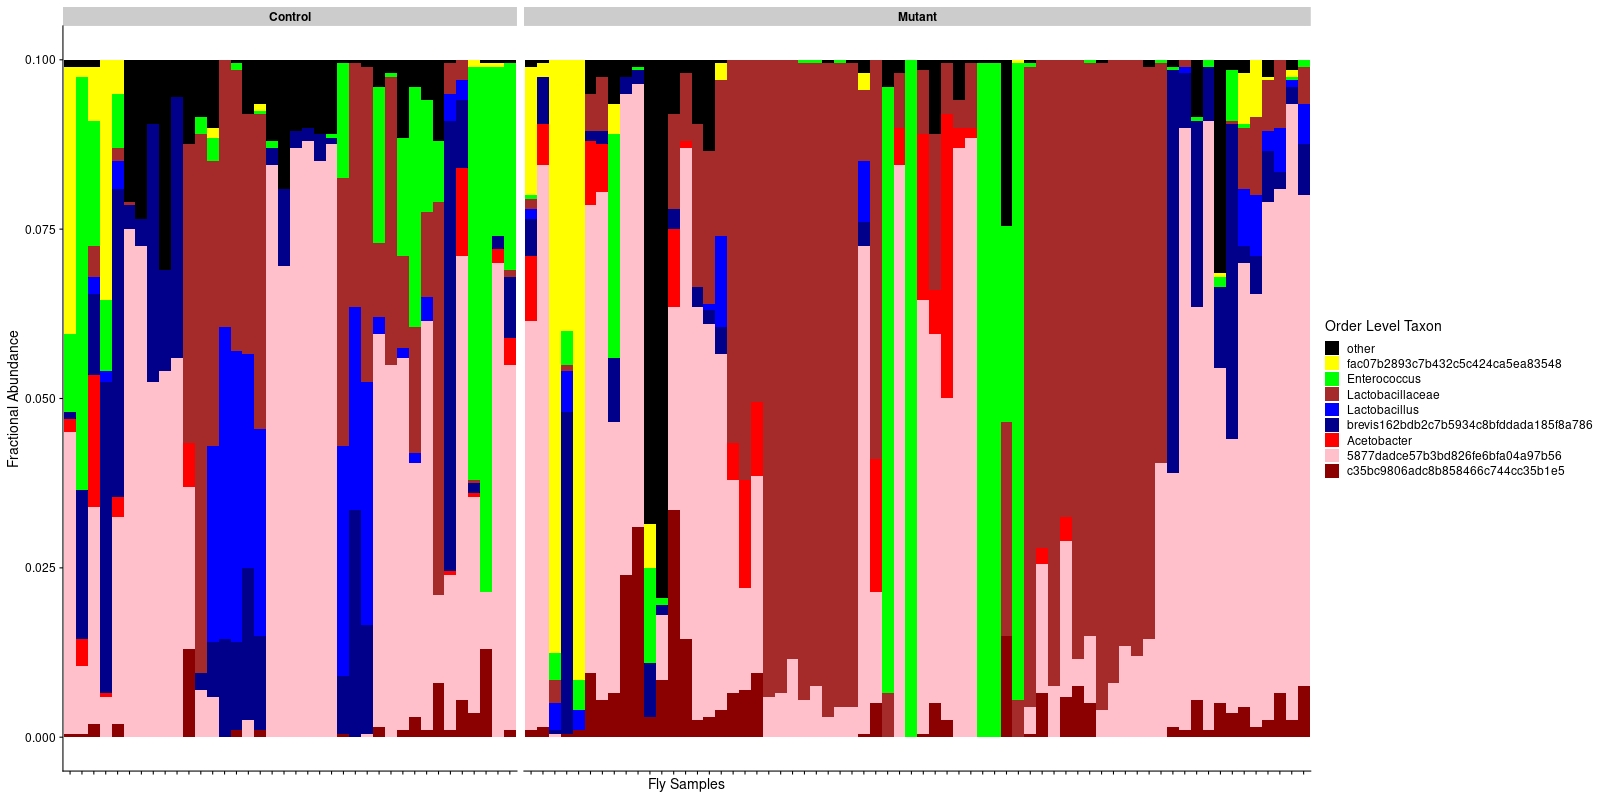 Control Mutant
0.100
0.075
0.050
0.025
0.000
Fractional Abundance
Fly Samples
Order Level Taxon
other
fac07b2893c7b432c5c424ca5ea83548
Enterococcus
Lactobacillaceae
Lactobacillus
brevis162bdb2c7b5934c8bfddada185f8a786
Acetobacter
5877dadce57b3bd826fe6bfa04a97b56
c35bc9806adc8b858466c744cc35b1e5